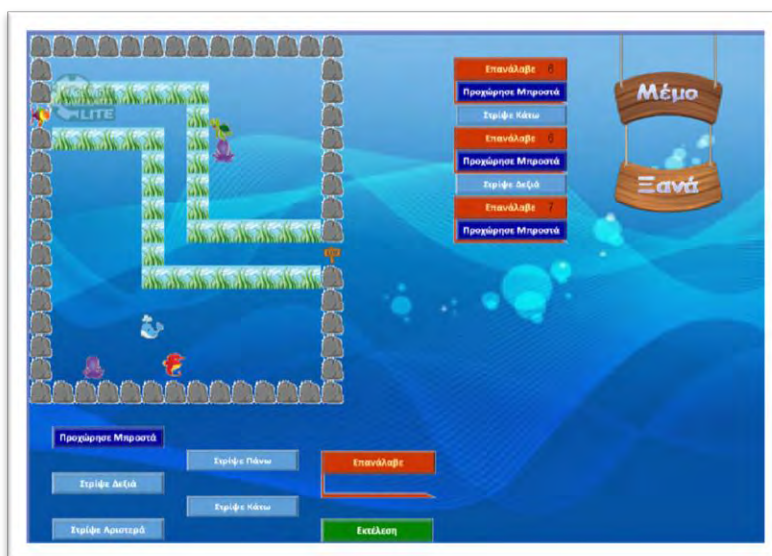 LITE
Επανάλαβε 6
Προχώρησε Μπροστά
Στρίψε Κάτω
Επανάλαβε 6
Προχώρησε Μπροστά
Στρίψε Δεξιά
Επανάλαβε 7
Προχώρησε Μπροστά
Μέμο
Ξανά
Προχώρησε Μπροστά
Στρίψε Πάνω
Επανάλαβε
Στρίψε Δεξιά
Στρίψε Κάτω
Στρίψε Αριστερά
Εκτέλεση